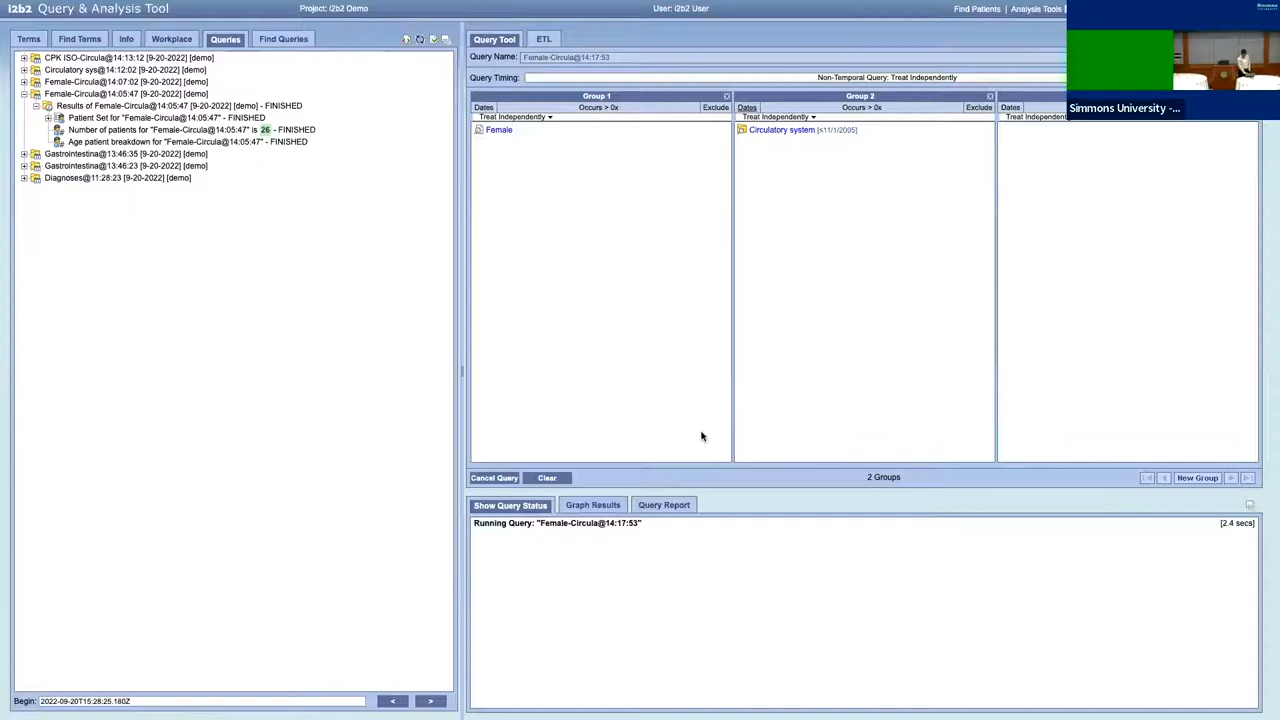 i2b2 Query & Analysis Tool
Project: i2b2 Demo
User: i2b2 User
Find Patients | Analysis Tools |
Terms
Find Terms
Info
Workplace
Queries
Find Queries
CPK ISO-Circula@14:13:12 [9-20-2022] [demo]
Circulatory sys@14:12:02 [9-20-2022] [demo]
Female-Circula@14:07:02 [9-20-2022] [demo]
Female-Circula@14:05:47 [9-20-2022] [demo]
Results of Female-Circula@14:05:47 [9-20-2022] [demo] - FINISHED
Patient Set for "Female-Circula@14:05:47" - FINISHED
Number of patients for "Female-Circula@14:05:47" is 26 - FINISHED
Age patient breakdown for "Female-Circula@14:05:47" - FINISHED
Gastrointestina@13:46:35 [9-20-2022] [demo]
Gastrointestina@13:46:23 [9-20-2022] [demo]
Diagnoses@11:28:23 [9-20-2022] [demo]
Begin: 2022-09-20T15:28:25.180Z
<
>
Query Tool
ETL
Query Name: Female-Circula@14:17:53
Query Timing: Non-Temporal Query: Treat Independently
Group 1
Dates
Occurs > 0x
Exclude
Treat Independently
Female
Group 2
Dates
Occurs > 0x
Exclude
Treat Independently
Circulatory system [≤11/1/2005]
Dates
Treat Independent
Cancel Query
Clear
2 Groups
New Group
Show Query Status
Graph Results
Query Report
Running Query: "Female-Circula@14:17:53"
[2.4 secs]
Simmons University -...